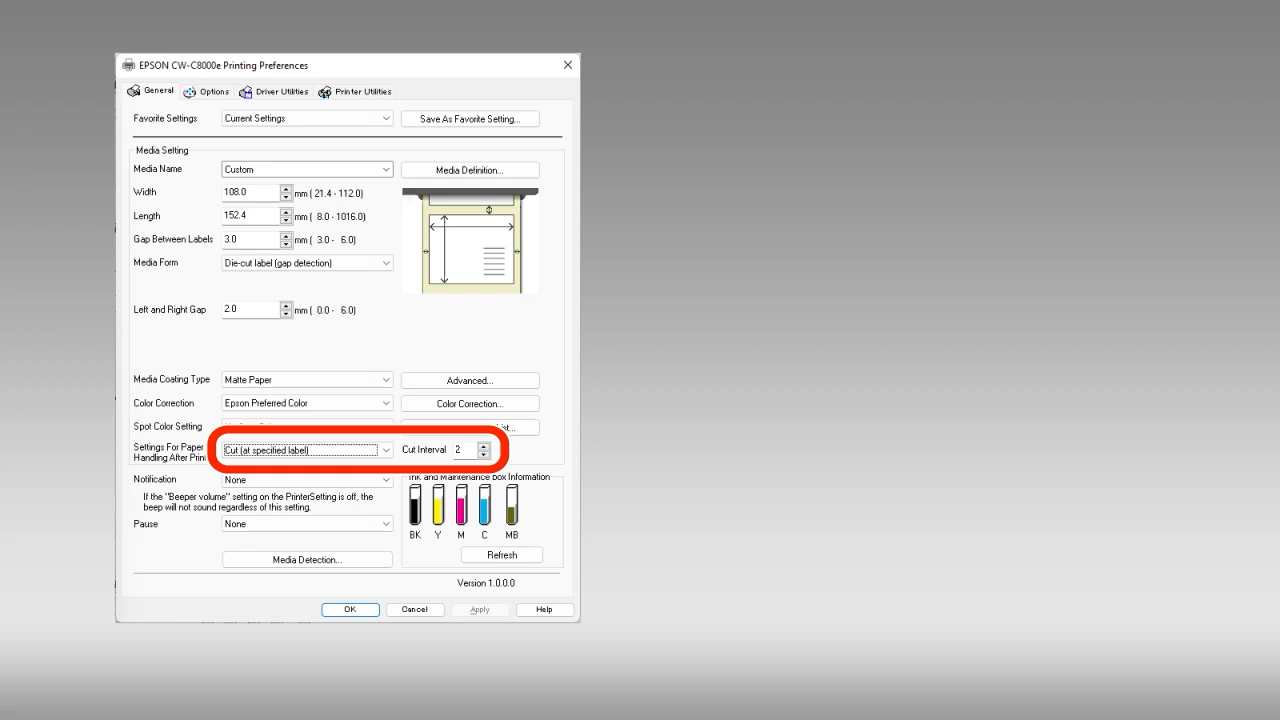 EPSON CW-C8000e Printing Preferences
General Options Driver Utilities Printer Utilities
Favorite Settings Current Settings Save As Favorite Setting...
Media Setting
Media Name Custom Media Definition...
Width 108.0 mm ( 21.4 - 112.0)
Length 152.4 mm ( 8.0 - 1016.0)
Gap Between Labels 3.0 mm ( 3.0 - 6.0)
Media Form Die-cut label (gap detection)
Left and Right Gap 2.0 mm ( 0.0 - 6.0)
Media Coating Type Matte Paper Advanced...
Color Correction Epson Preferred Color Color Correction...
Spot Color Setting
Settings For Paper
Handling After Print Cut (at specified label) Cut Interval 2
Notification None
Ink and Maintenance Box Information
If the "Beeper volume" setting on the PrinterSetting is off, the
beep will not sound regardless of this setting.
Pause None
BK Y M C MB
Media Detection... Refresh
Version 1.0.0.0
OK Cancel Apply Help